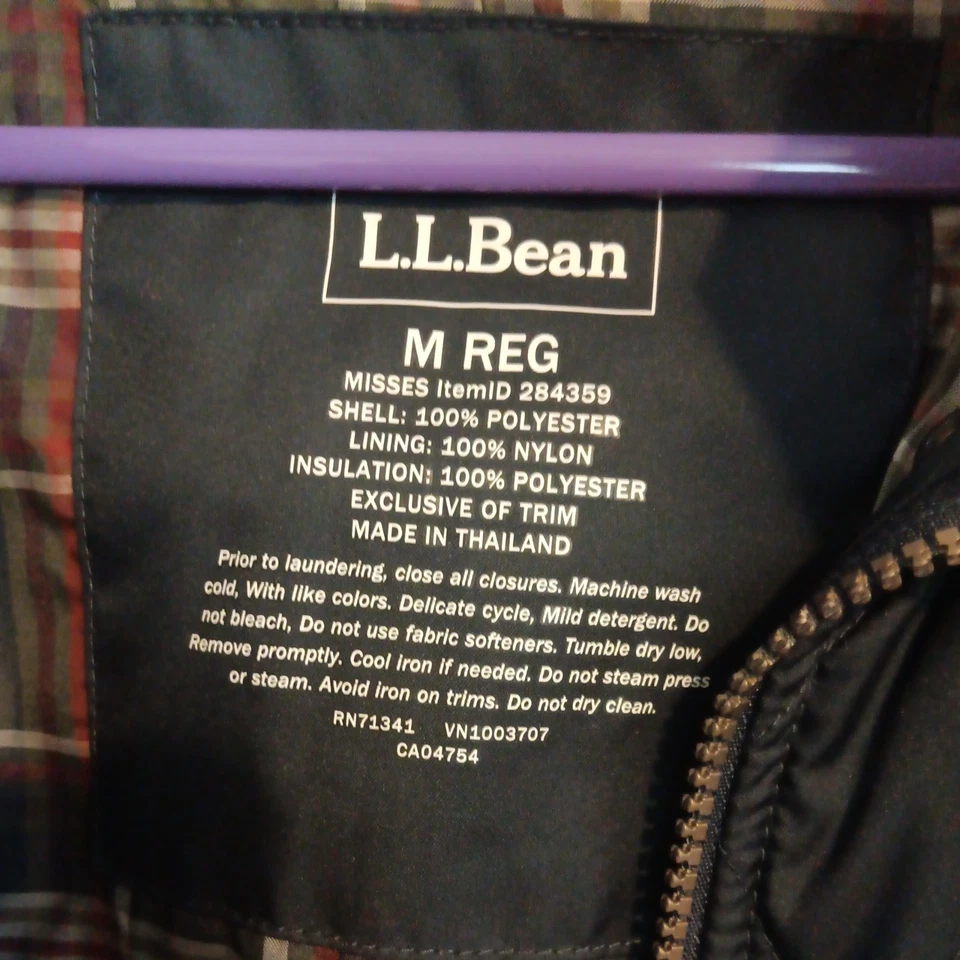 L.L.Bean
M REG
MISSES ItemID 284359
SHELL: 100% POLYESTER
LINING: 100% NYLON
INSULATION: 100% POLYESTER
EXCLUSIVE OF TRIM
MADE IN THAILAND
Prior to laundering, close all closures. Machine wash
cold, With like colors. Delicate cycle, Mild detergent. Do
not bleach, Do not use fabric softeners. Tumble dry low,
Remove promptly. Cool iron if needed. Do not steam press
or steam. Avoid iron on trims. Do not dry clean.
RN71341 VN1003707
CA04754